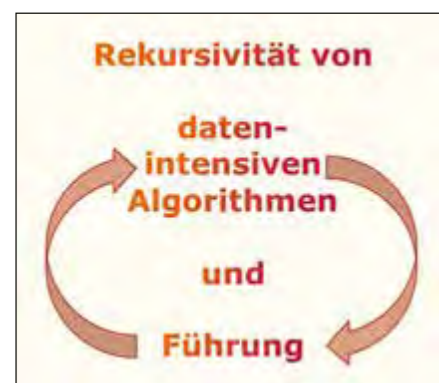 Rekursivität von
daten-
intensiven
Algorithmen
und
Führung